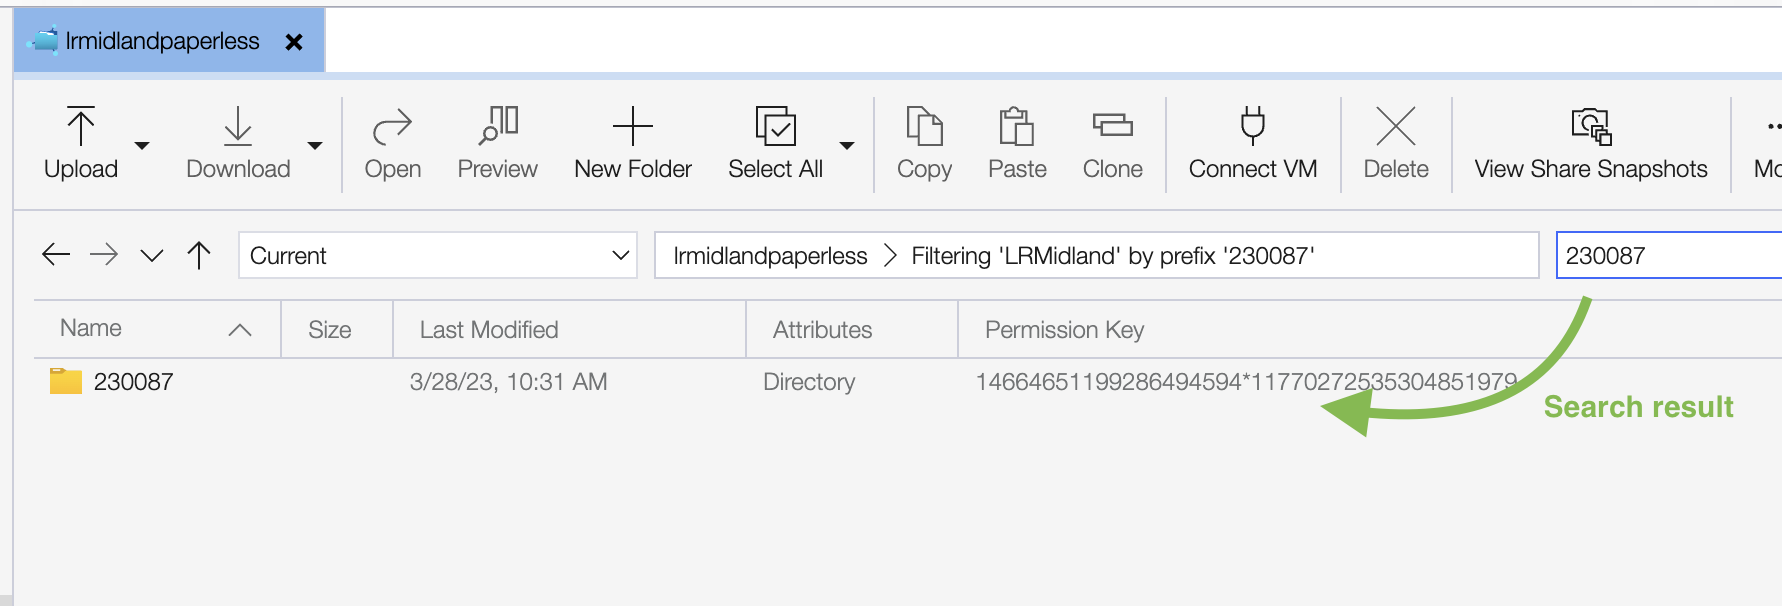 lrmidlandpaperless
Upload Download Open Preview New Folder Select All Copy Paste Clone Connect VM Delete View Share Snapshots
Current lrmidlandpaperless Filtering 'LRMidland' by prefix '230087' 230087
Name Size Last Modified Attributes Permission Key
230087 3/28/23, 10:31 AM Directory 14664651199286494594*11770272535304851979
Search result